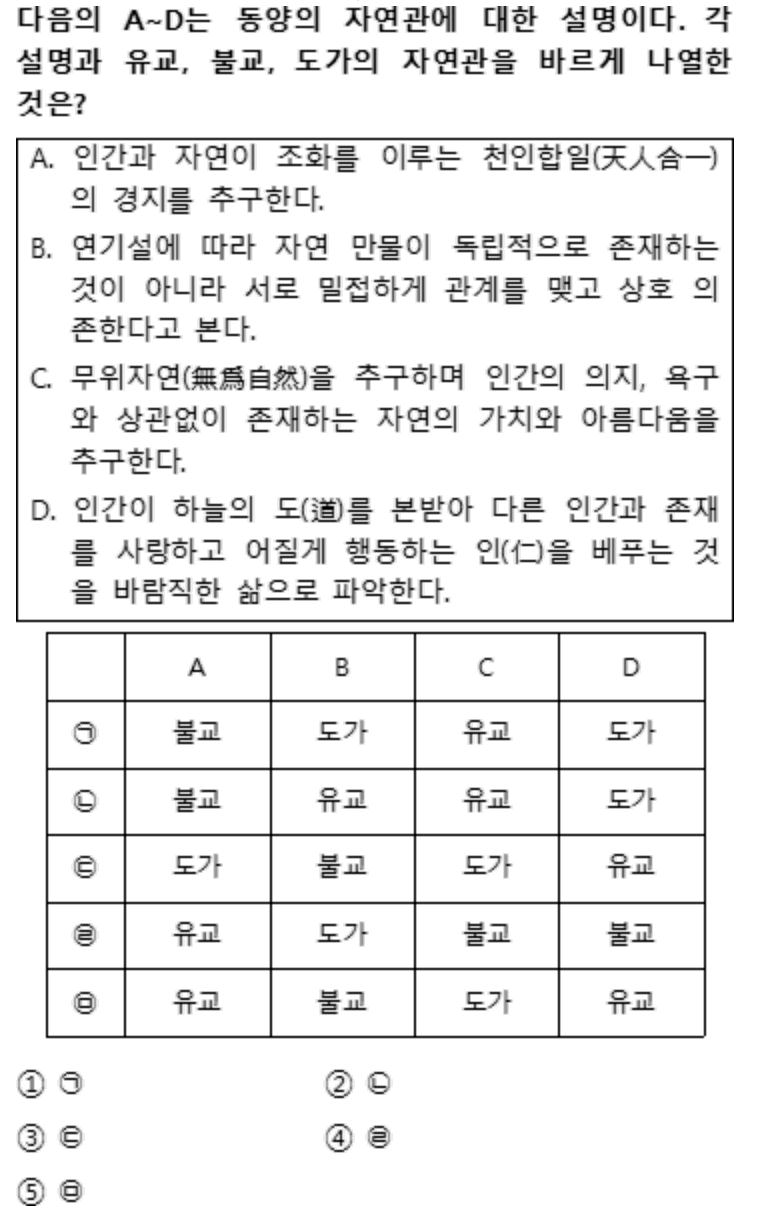 다음의 A~D는 동양의 자연관에 대한 설명이다. 각
설명과 유교, 불교, 도가의 자연관을 바르게 나열한
것은?
A. 인간과 자연이 조화를 이루는 천인합일(天人合一)
의 경지를 추구한다.
B. 연기설에 따라 자연 만물이 독립적으로 존재하는
것이 아니라 서로 밀접하게 관계를 맺고 상호 의
존한다고 본다.
C. 무위자연(無爲自然)을 추구하며 인간의 의지, 욕구
와 상관없이 존재하는 자연의 가치와 아름다움을
추구한다.
D. 인간이 하늘의 도(道)를 본받아 다른 인간과 존재
를 사랑하고 어질게 행동하는 인(仁)을 베푸는 것
을 바람직한 삶으로 파악한다.
A B C D
㉠ 불교 도가 유교 도가
㉡ 불교 유교 유교 도가
㉢ 도가 불교 도가 유교
㉣ 유교 도가 불교 불교
㉤ 유교 불교 도가 유교
① ㉠ ② ㉡
③ ㉢ ④ ㉣
⑤ ㉤